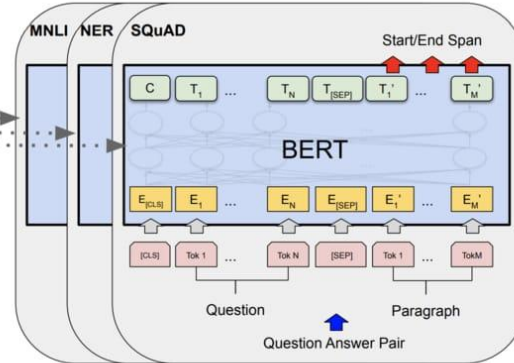 MNLI NER SQuAD
Start/End Span
C T1 ... TN T[SEP] T1' ... TM'
BERT
E[CLS] E1 ... EN E[SEP] E1' ... EM'
[CLS] Tok 1 ... Tok N [SEP] Tok 1 ... TokM
Question Paragraph
Question Answer Pair